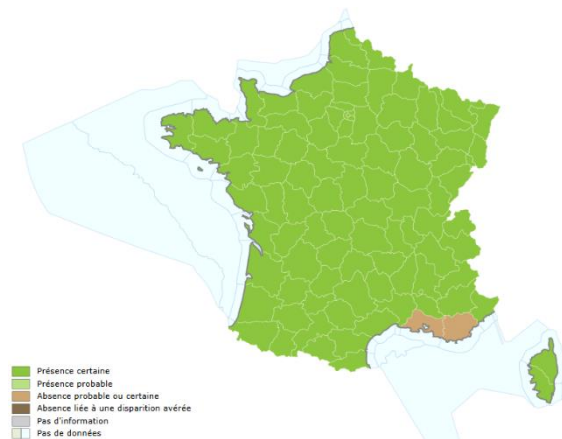 Présence certaine
Présence probable
Absence probable ou certaine
Absence liée à une disparition avérée
Pas d'information
Pas de données